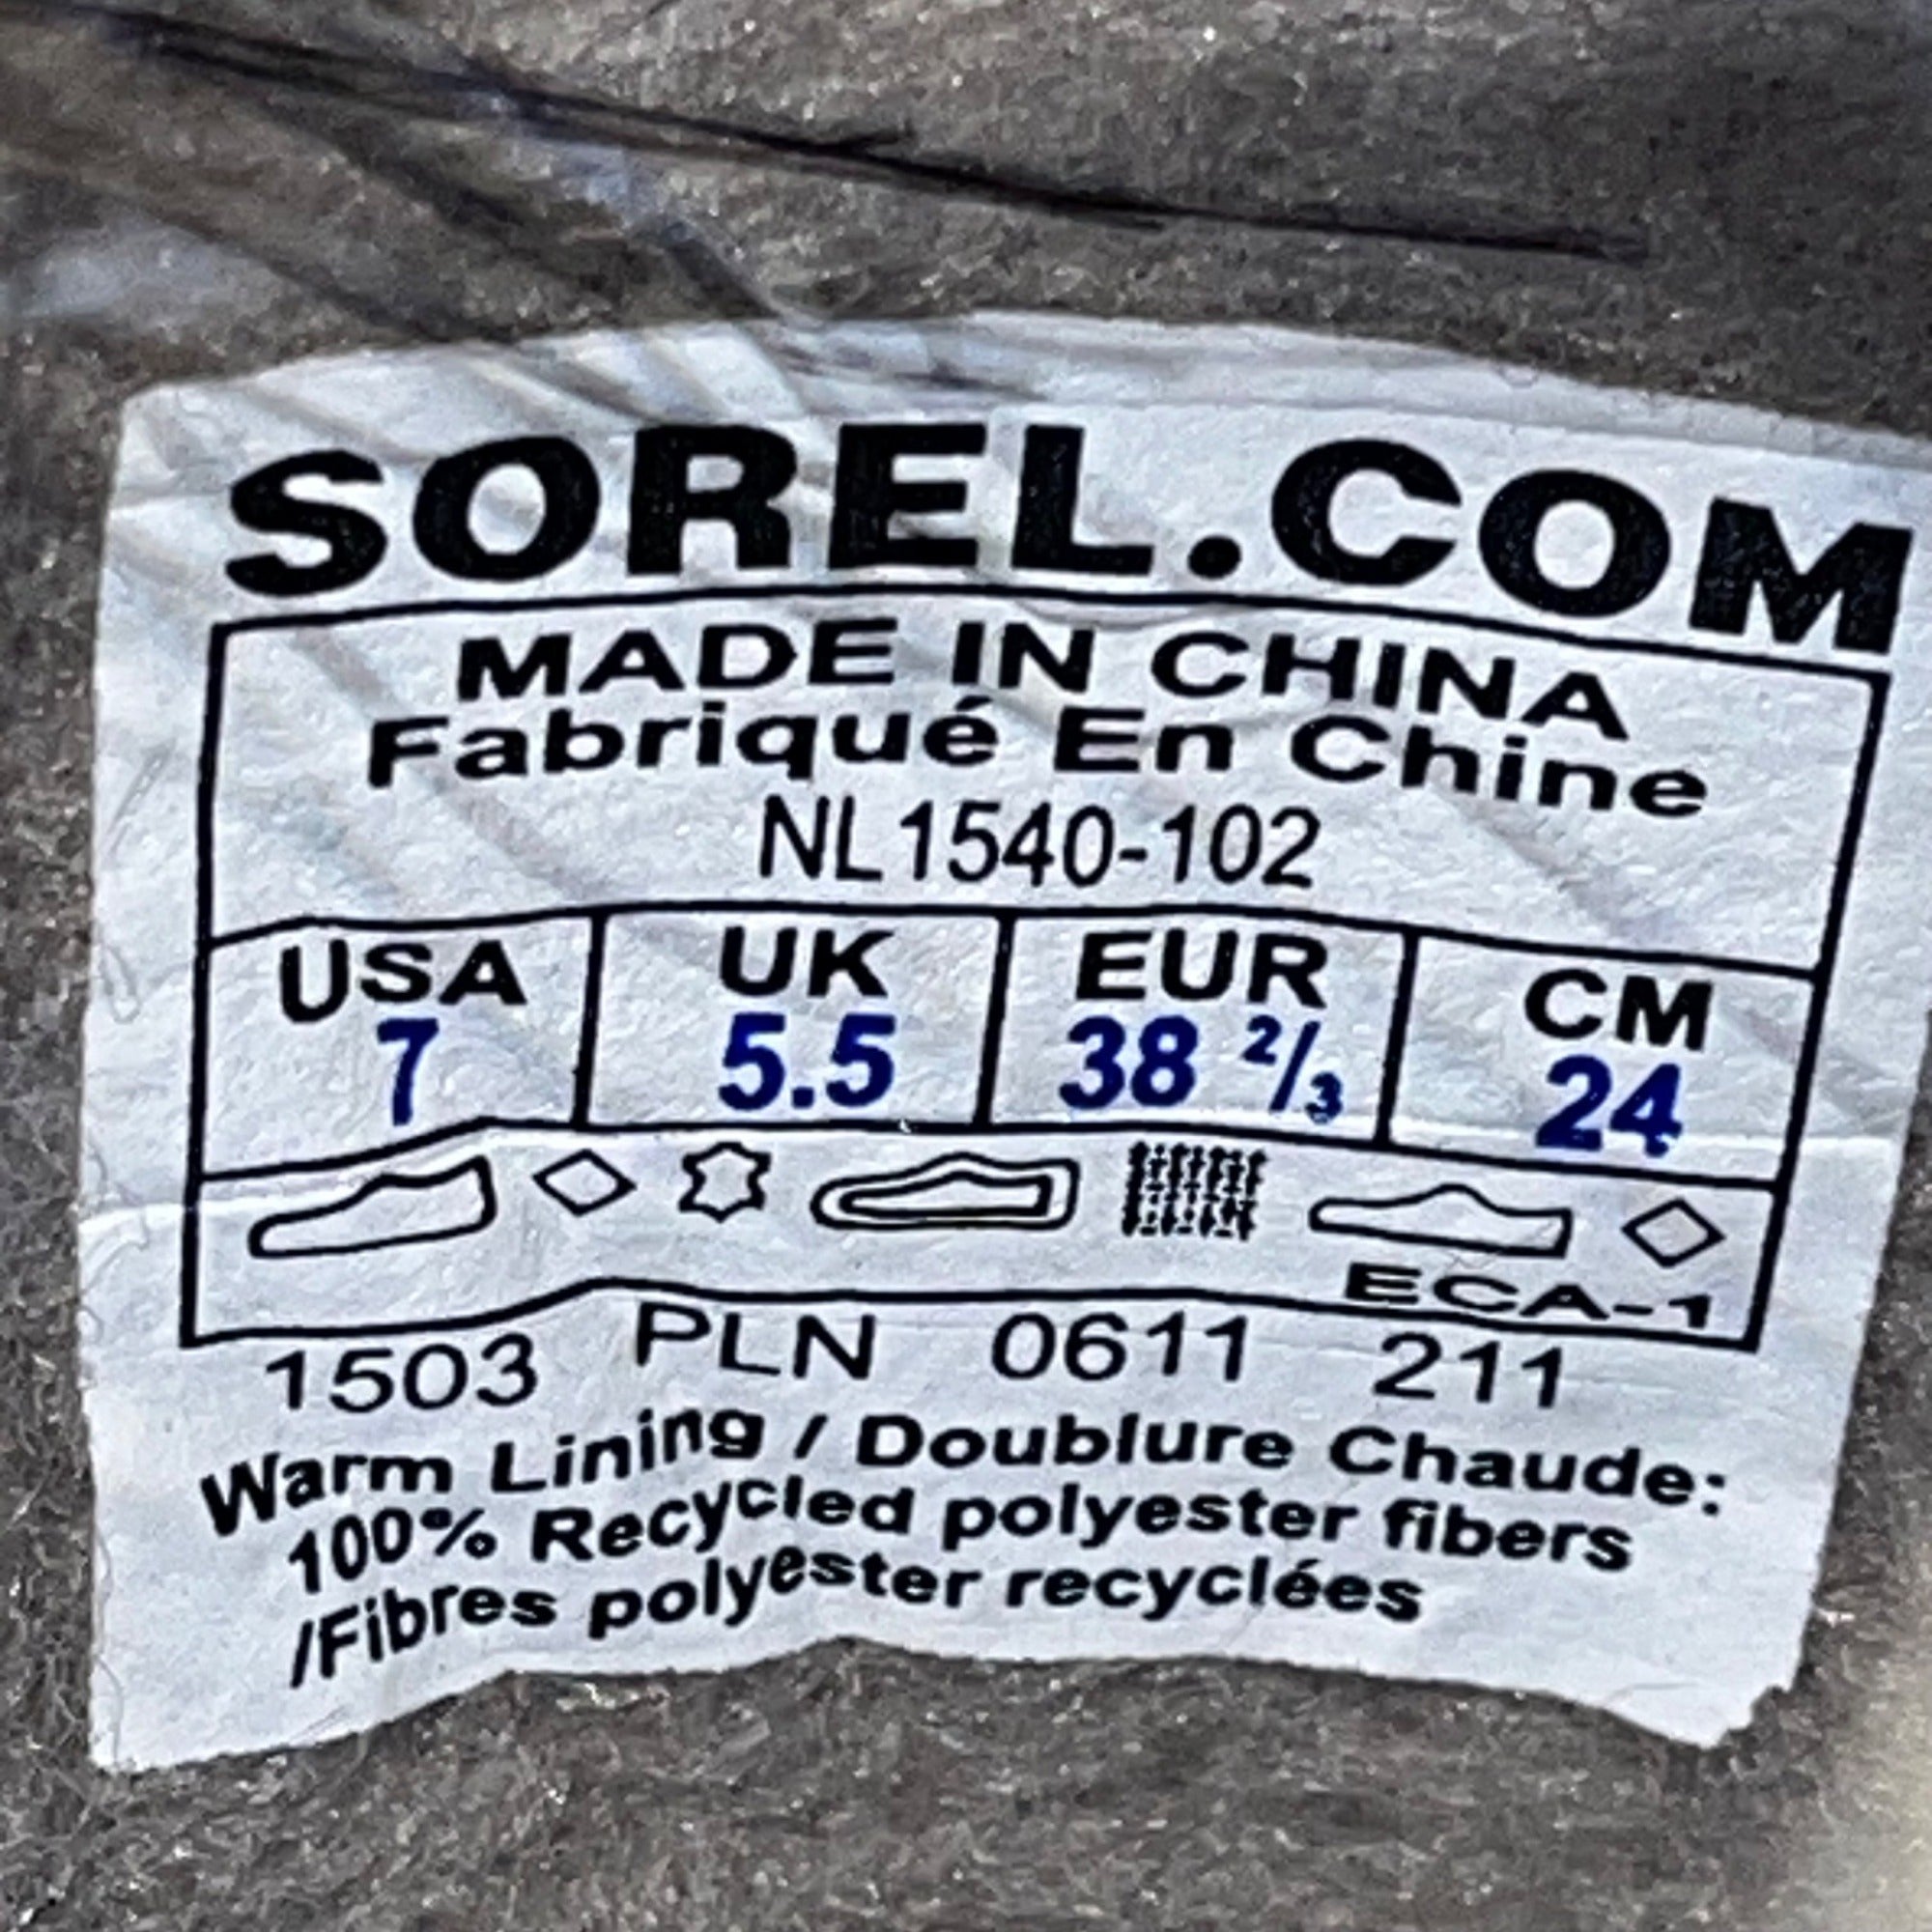 SOREL.COM
MADE IN CHINA
Fabriqué En Chine
NL1540-102
USA UK EUR CM
7 5.5 38 2/3 24
ECA-1
1503 PLN 0611 211
Warm Lining / Doublure Chaude:
100% Recycled polyester fibers
/Fibres polyester recyclées